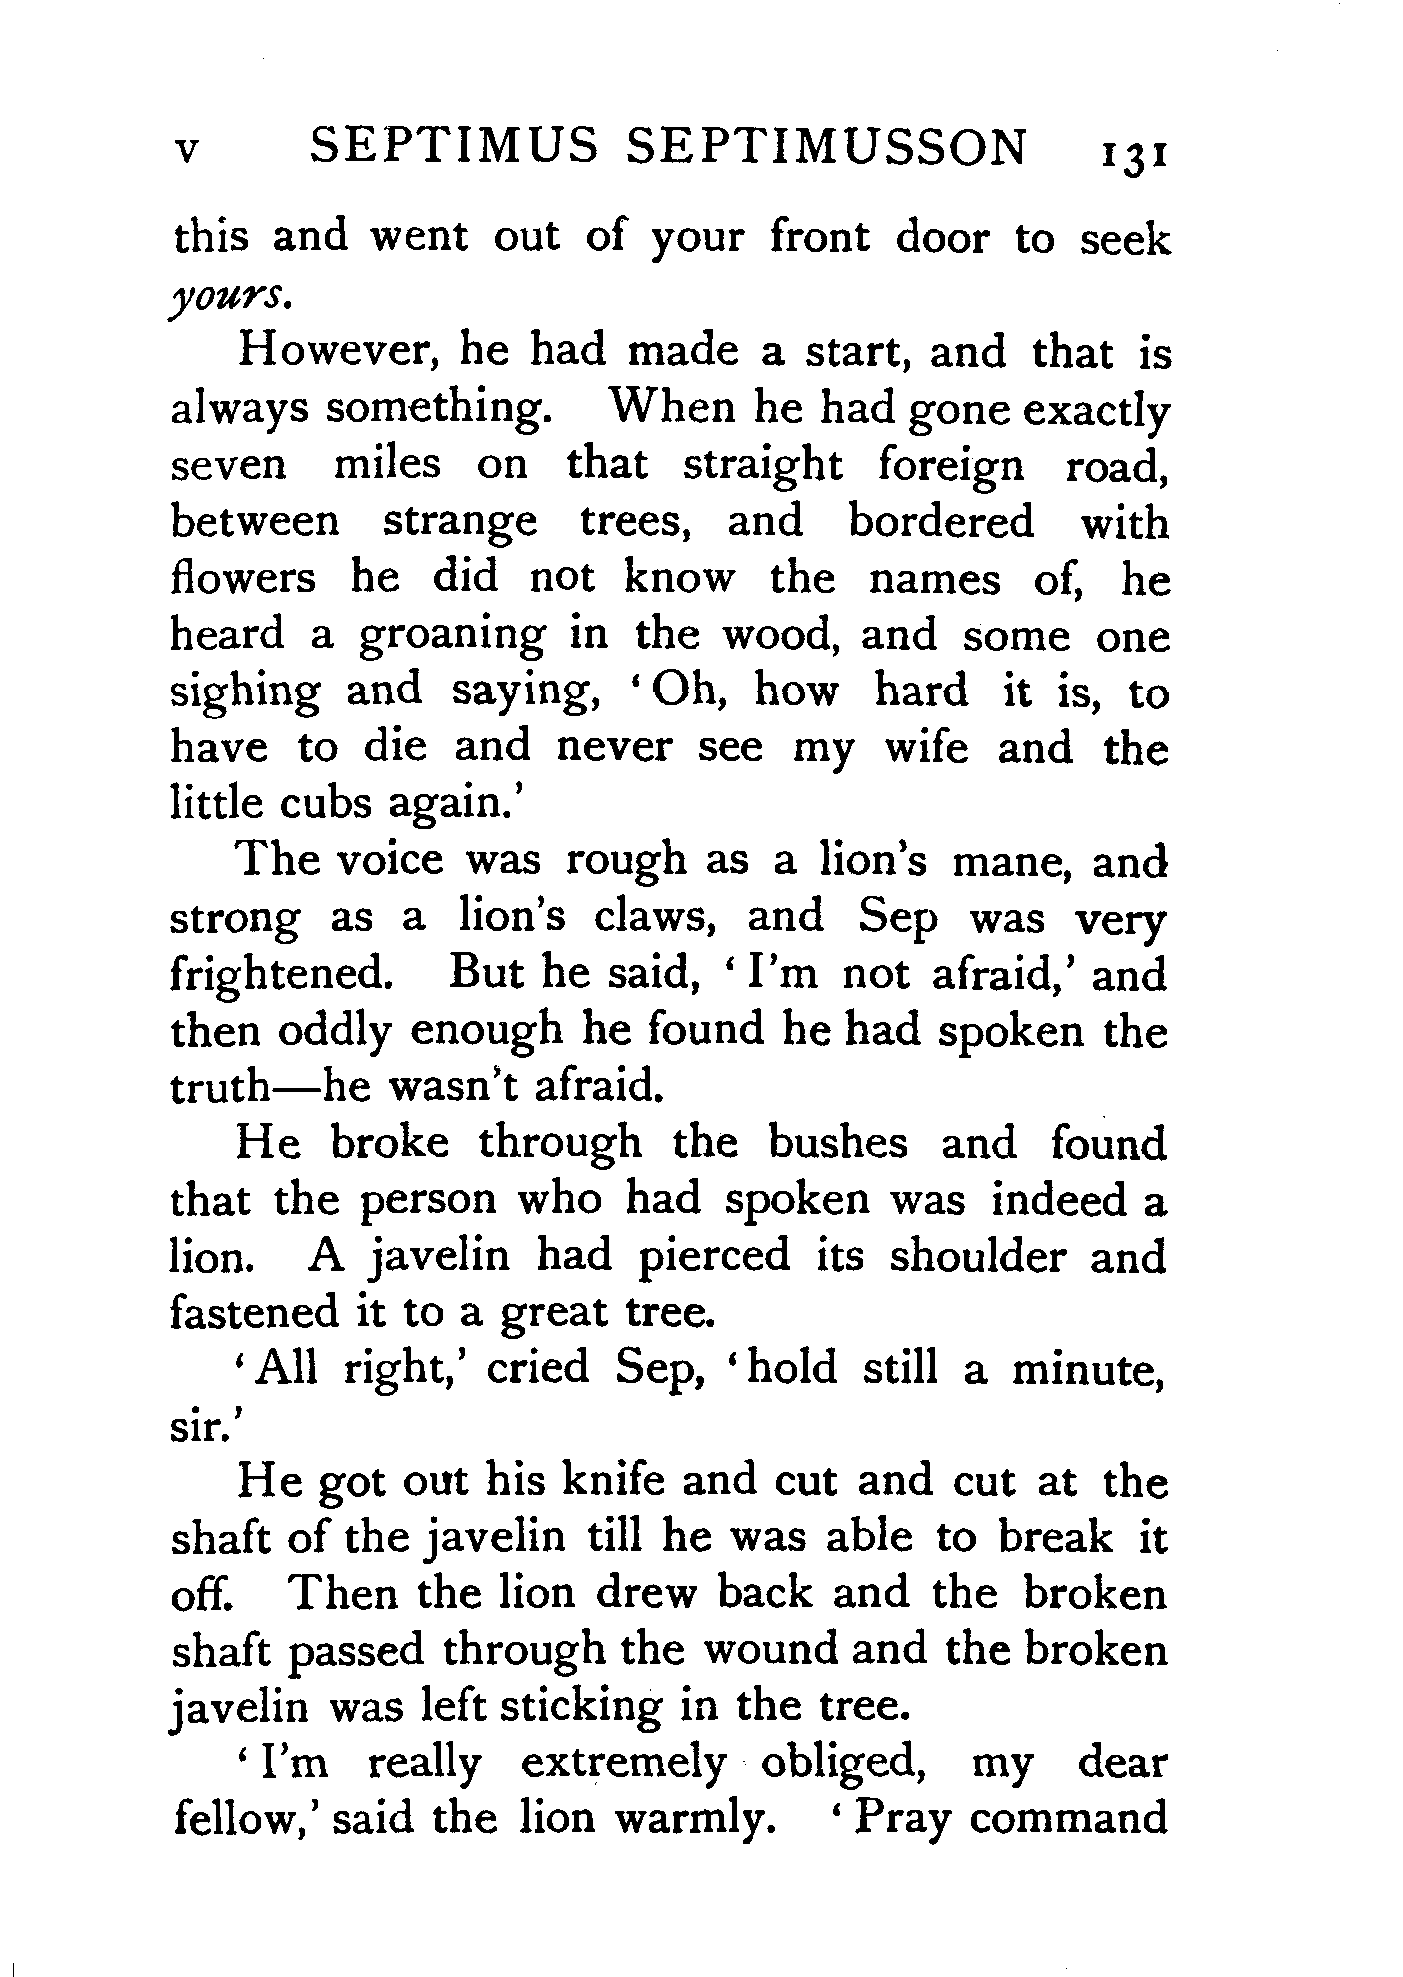 v SEPTIMUS SEPTIMUSSON 131
this and went out of your front door to seek
yours.
However, he had made a start, and that is
always something. When he had gone exactly
seven miles on that straight foreign road,
between strange trees, and bordered with
flowers he did not know the names of, he
heard a groaning in the wood, and some one
sighing and saying, ‘ Oh, how hard it is, to
have to die and never see my wife and the
little cubs again.’
The voice was rough as a lion’s mane, and
strong as a lion’s claws, and Sep was very
frightened. But he said, ‘ I’m not afraid,’ and
then oddly enough he found he had spoken the
truth—he wasn’t afraid.
He broke through the bushes and found
that the person who had spoken was indeed a
lion. A javelin had pierced its shoulder and
fastened it to a great tree.
‘ All right,’ cried Sep, ‘ hold still a minute,
sir.’
He got out his knife and cut and cut at the
shaft of the javelin till he was able to break it
off. Then the lion drew back and the broken
shaft passed through the wound and the broken
javelin was left sticking in the tree.
‘ I’m really extremely obliged, my dear
fellow,’ said the lion warmly. ‘ Pray command